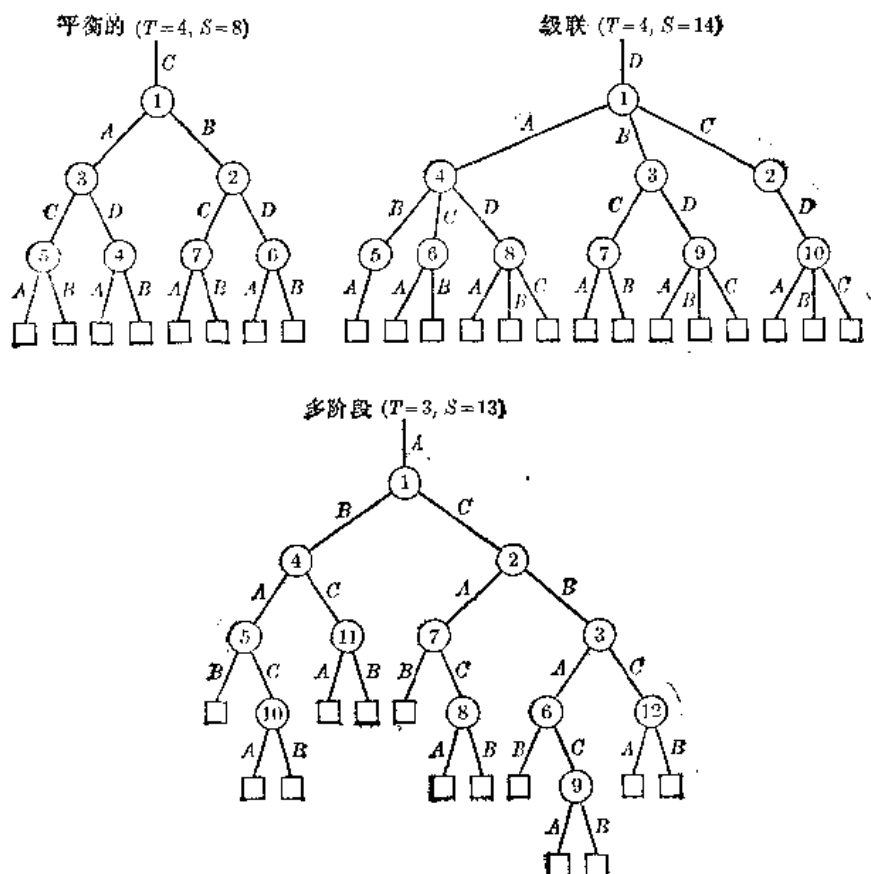 平衡的 (T=4, S=8)
C
1
A B
3 2
C D C D
5 4 7 6
A B A B A B A B
级联 (T=4, S=14)
D
1
A B C
4 3 2
B C D C D D
5 6 8 7 9 10
A A B A B C A B A B C A B C
多阶段 (T=3, S=13)
A
1
B C
4 2
A C A B
5 11 7 3
B C A B B C A C
10 8 6 12
A B A B B C A B
9
A B